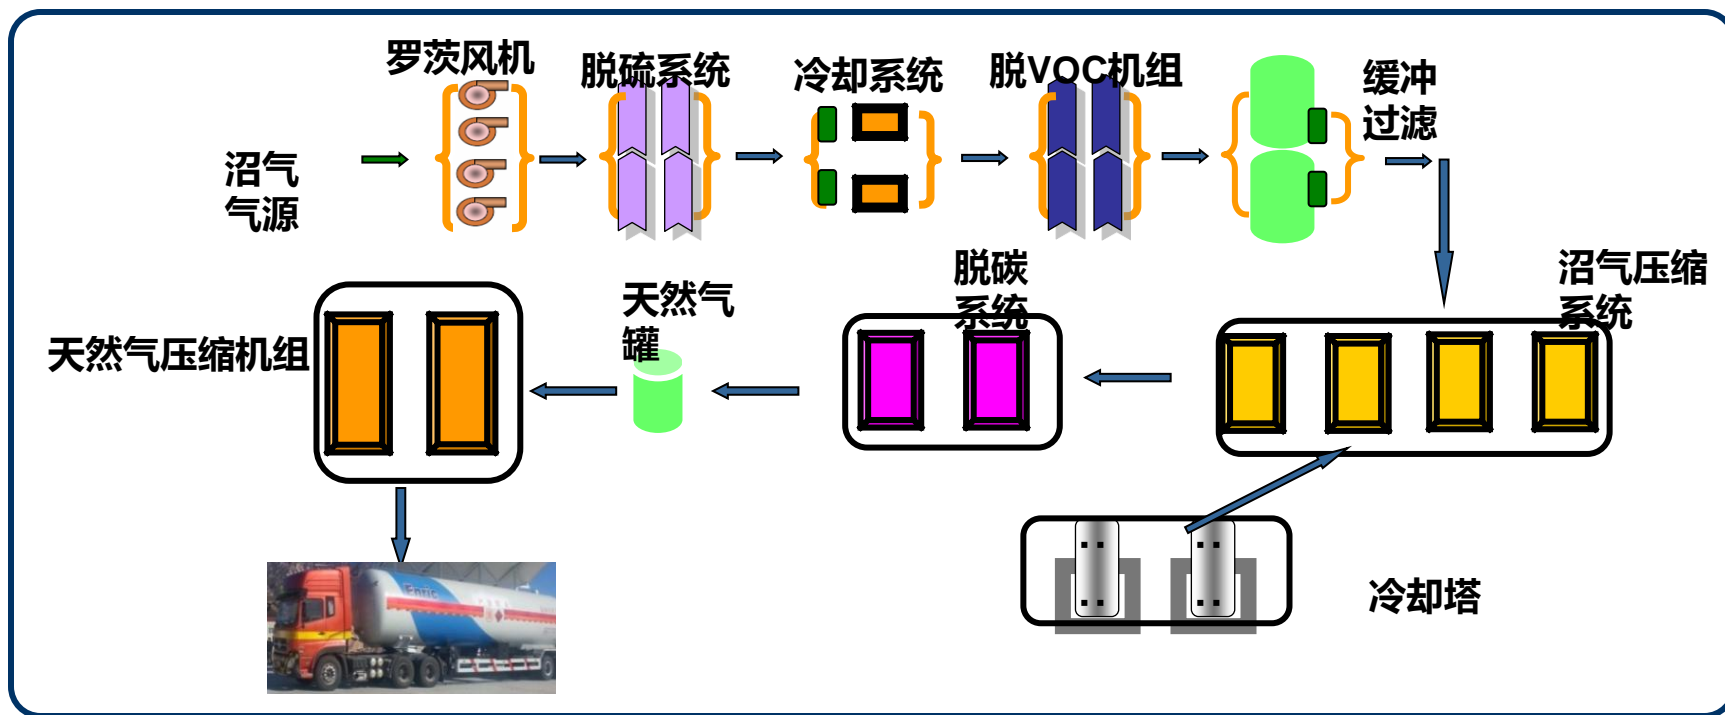 罗茨风机
脱硫系统
冷却系统
脱VOC机组
缓冲
过滤
沼气
气源
脱碳
系统
沼气压缩
系统
天然气
罐
天然气压缩机组
Enric
冷却塔